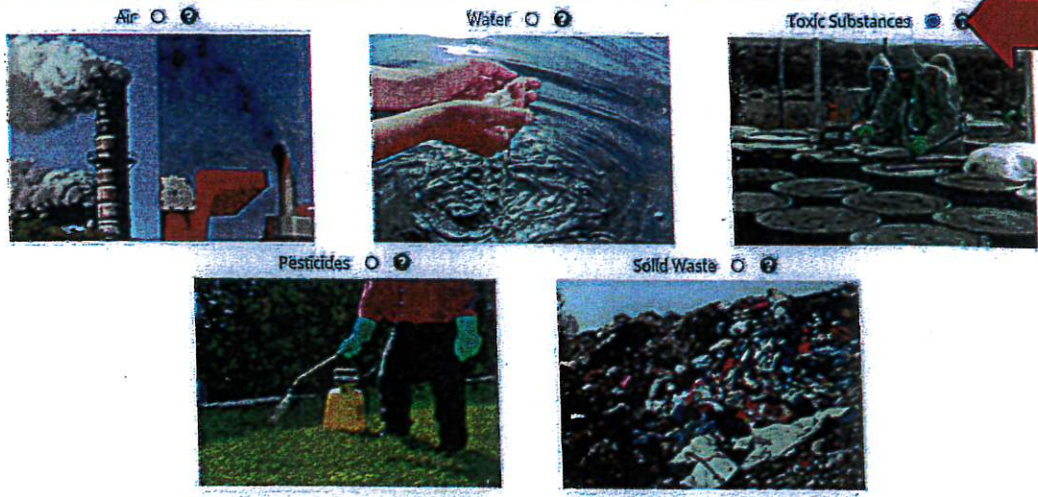 Air
Water
Toxic Substances
Pesticides
Solid Waste